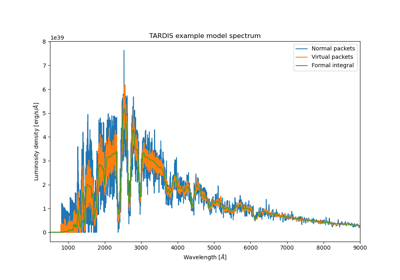 TARDIS example model spectrum
1e39
Normal packets
Virtual packets
Formal integral
8
7
6
5
4
3
2
1
0
Luminosity density [erg/s/Å]
1000 2000 3000 4000 5000 6000 7000 8000 9000
Wavelength [Å]